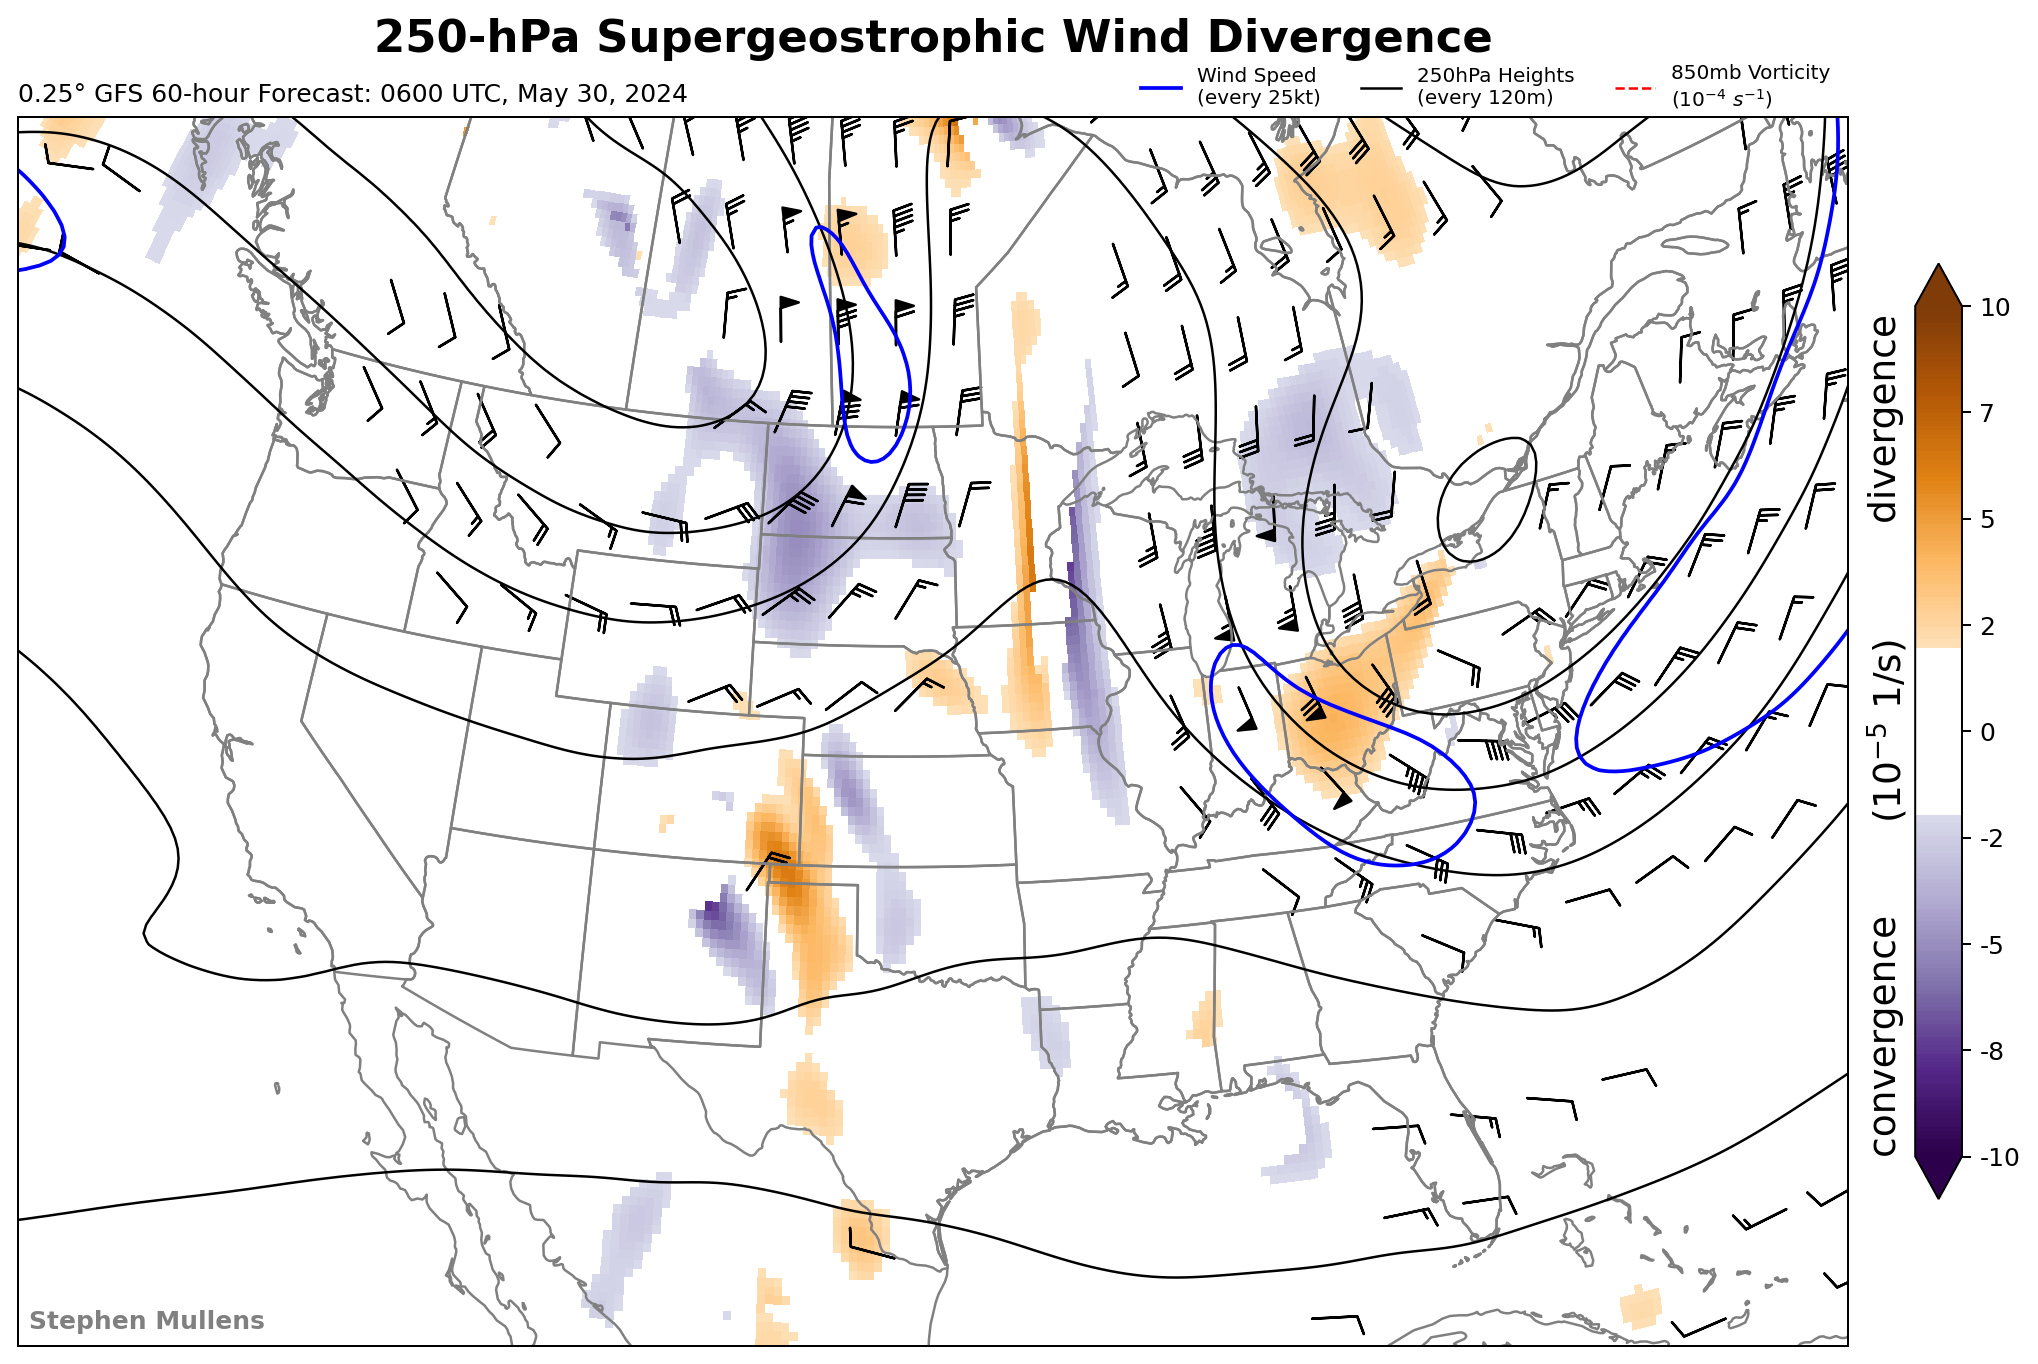 250-hPa Supergeostrophic Wind Divergence
0.25° GFS 60-hour Forecast: 0600 UTC, May 30, 2024
Wind Speed
(every 25kt)
250hPa Heights
(every 120m)
850mb Vorticity
(10⁻⁴ s⁻¹)
10
7
5
2
0
-2
-5
-8
-10
convergence (10⁻⁵ 1/s) divergence
Stephen Mullens